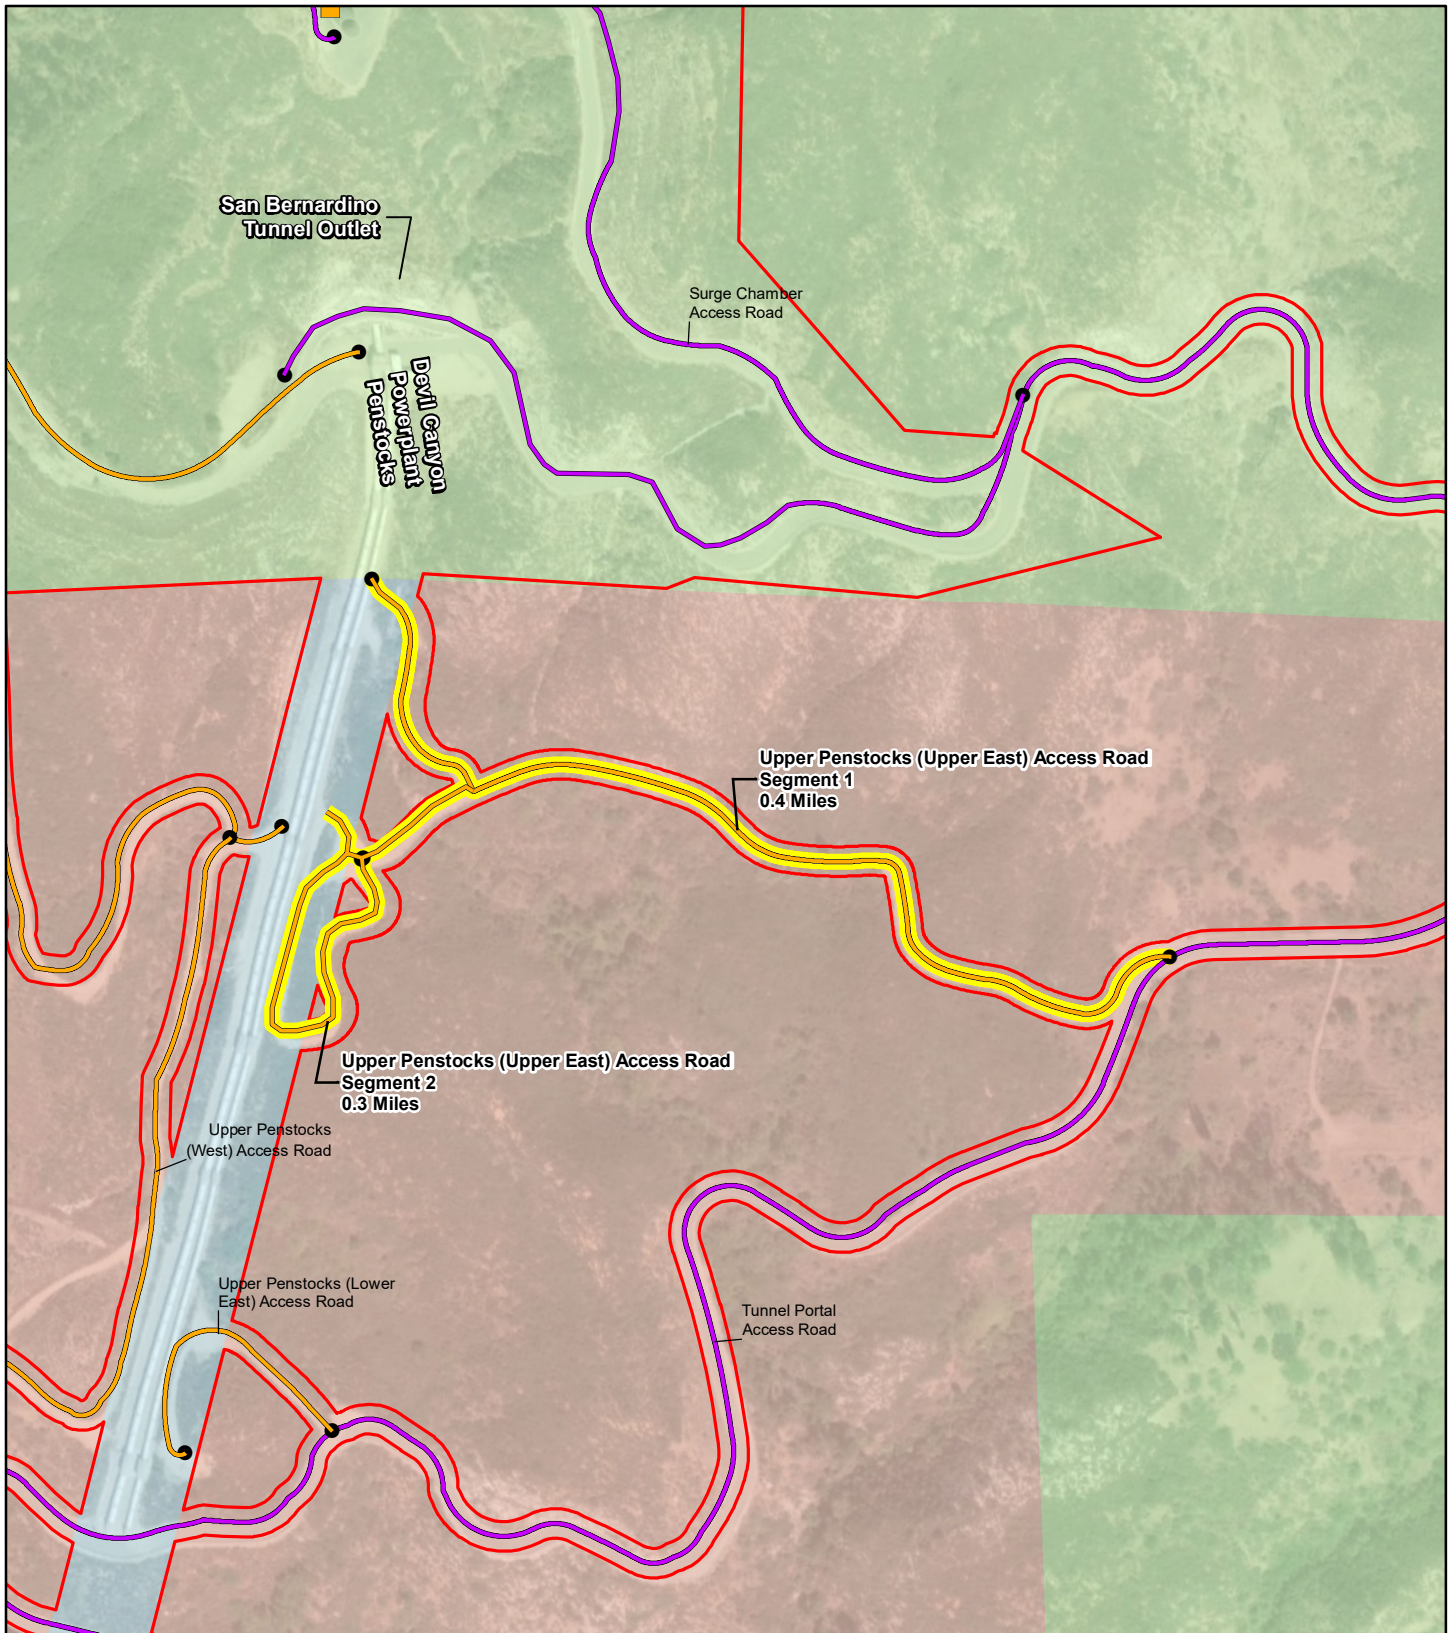 San Bernardino
Tunnel Outlet
Surge Chamber
Access Road
Devil Canyon
Powerplant
Penstocks
Upper Penstocks (Upper East) Access Road
Segment 1
0.4 Miles
Upper Penstocks (Upper East) Access Road
Segment 2
0.3 Miles
Upper Penstocks
(West) Access Road
Upper Penstocks (Lower
East) Access Road
Tunnel Portal
Access Road